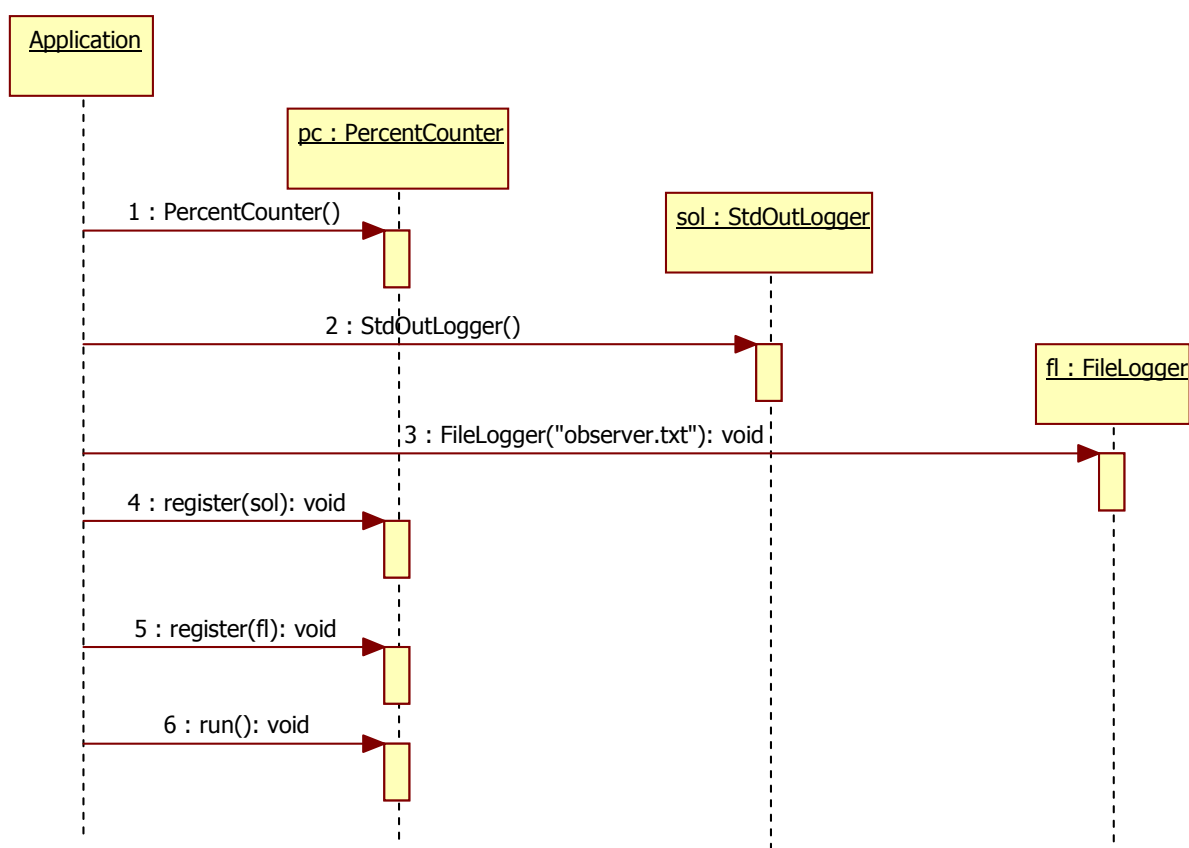 Application
pc : PercentCounter
1 : PercentCounter()
sol : StdOutLogger
2 : StdOutLogger()
fl : FileLogger
3 : FileLogger("observer.txt"): void
4 : register(sol): void
5 : register(fl): void
6 : run(): void